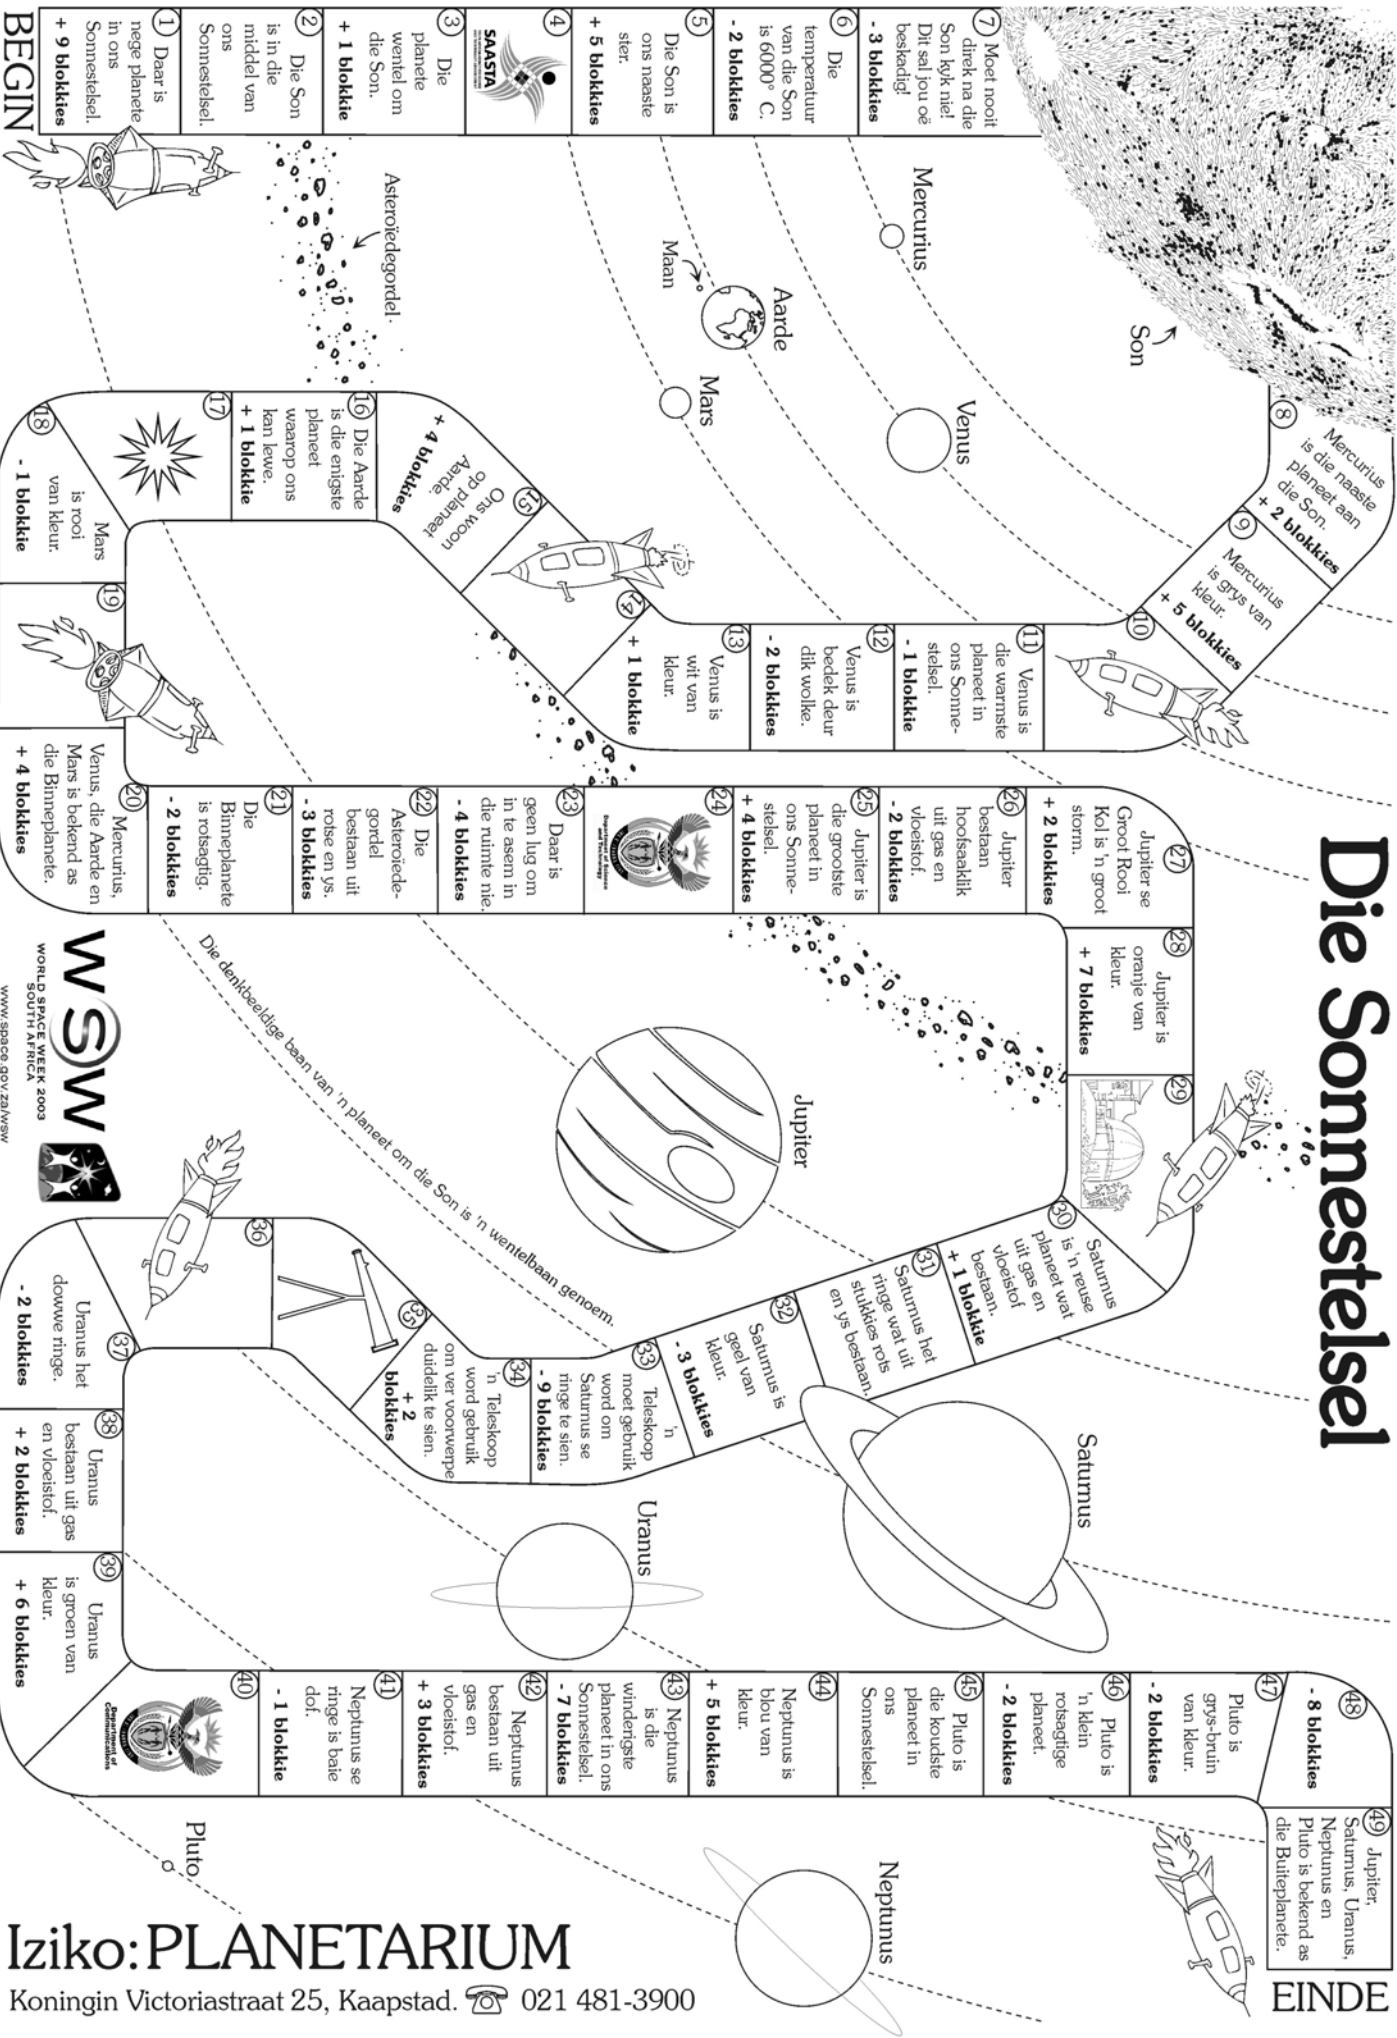 Die Sonnestelsel
BEGIN
1 Daar is
nege planete
in ons
Sonnestelsel.
+ 9 blokkies
2 Die Son
is in die
middel van
ons
Sonnestelsel.
3 Die
planete
wentel om
die Son.
+ 1 blokkie
4
SAASTA
5
Die Son is
ons naaste
ster.
+ 5 blokkies
6 Die
temperatuur
van die Son
is 6000° C.
- 2 blokkies
7 Moet nooit
direk na die
Son kyk nie!
Dit sal jou oë
beskadig!
- 3 blokkies
8
Mercurius
is die naaste
planeet aan
die Son.
+ 2 blokkies
9
Mercurius
is grys van
kleur.
+ 5 blokkies
10
11 Venus is
die warmste
planeet in
ons Sonne-
stelsel.
- 1 blokkie
12
Venus is
bedek deur
dik wolke.
- 2 blokkies
13
Venus is
wit van
kleur.
+ 1 blokkie
14
15
Ons woon
op planeet
Aarde.
+ 4 blokkies
16 Die Aarde
is die enigste
planeet
waarop ons
kan lewe.
+ 1 blokkie
17
18
Mars
is rooi
van kleur.
- 1 blokkie
19
20 Mercurius,
Venus, die Aarde en
Mars is bekend as
die Binneplanete.
+ 4 blokkies
21
Die
Binneplanete
is rotsagtig.
- 2 blokkies
22 Die
Asteroïede-
gordel
bestaan uit
rotse en ys.
- 3 blokkies
23
Daar is
geen lug om
in te asem in
die ruimte nie.
- 4 blokkies
24
Department of Science
and Technology
25 Jupiter is
die grootste
planeet in
ons Sonne-
stelsel.
+ 4 blokkies
26 Jupiter
bestaan
hoofsaaklik
uit gas en
vloeistof.
- 2 blokkies
27
Jupiter se
Groot Rooi
Kol is 'n groot
storm.
+ 2 blokkies
28
Jupiter is
oranje van
kleur.
+ 7 blokkies
29
30
Saturnus
is 'n reuse
planeet wat
uit gas en
vloeistof
bestaan.
+ 1 blokkie
31
Saturnus het
ringe wat uit
stukkies rots
en ys bestaan.
32
Saturnus is
geel van
kleur.
- 3 blokkies
33
'n
Teleskoop
moet gebruik
word om
Saturnus se
ringe te sien.
- 9 blokkies
34
'n Teleskoop
word gebruik
om ver voorwerpe
duidelik te sien.
+ 2
blokkies
35
36
37
Uranus het
dowwe ringe.
- 2 blokkies
38 Uranus
bestaan uit gas
en vloeistof.
+ 2 blokkies
39
Uranus
is groen van
kleur.
+ 6 blokkies
40
Department of
Communications
41
Neptunus se
ringe is baie
dof.
- 1 blokkie
42 Neptunus
bestaan uit
gas en
vloeistof.
+ 3 blokkies
43 Neptunus
is die
winderigste
planeet in ons
Sonnestelsel.
- 7 blokkies
44
Neptunus is
blou van
kleur.
+ 5 blokkies
45 Pluto is
die koudste
planeet in
ons
Sonnestelsel.
46 Pluto is
'n klein
rotsagtige
planeet.
- 2 blokkies
47
Pluto is
grys-bruin
van kleur.
- 2 blokkies
48
- 8 blokkies
49 Jupiter,
Saturnus, Uranus,
Neptunus en
Pluto is bekend as
die Buiteplanete.
EINDE
Son
Mercurius
Venus
Aarde
Maan
Mars
Asteroïedegordel
Jupiter
Saturnus
Uranus
Neptunus
Pluto
Die denkbeeldige baan van 'n planeet om die Son is 'n wentelbaan genoem.
WSW
WORLD SPACE WEEK 2003
SOUTH AFRICA
www.space.gov.za/wsw
Iziko: PLANETARIUM
Koningin Victoriastraat 25, Kaapstad. ☎ 021 481-3900